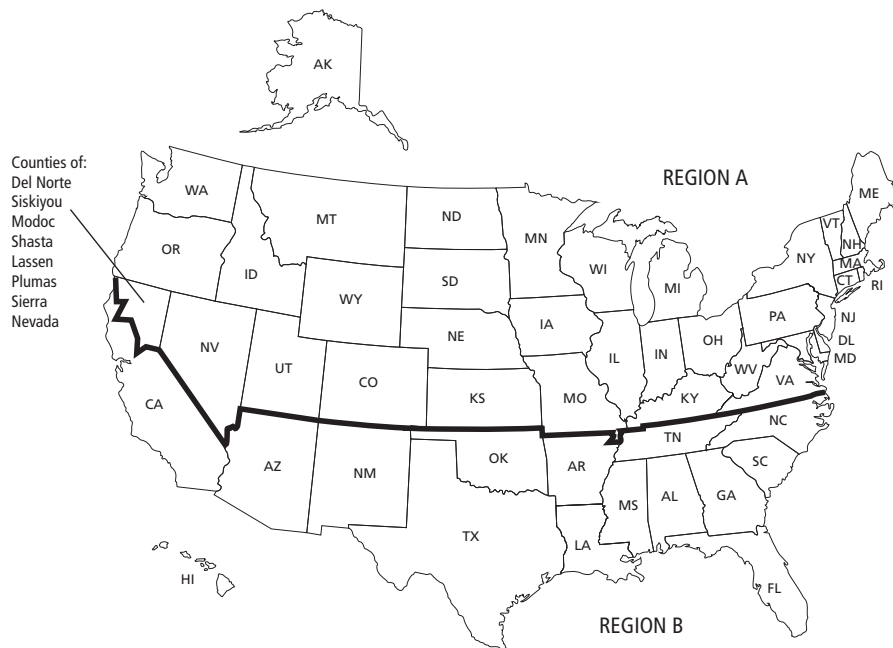 AK
Counties of:
Del Norte
Siskiyou
Modoc
Shasta
Lassen
Plumas
Sierra
Nevada
REGION A
WA
MT
ND
MN
ME
VT
NH
OR
ID
SD
WI
NY
MA
WY
MI
CT
RI
IA
PA
NE
NJ
NV
OH
DL
IL
IN
UT
MD
CO
WV
VA
KS
MO
KY
CA
NC
TN
OK
AZ
AR
NM
SC
MS
AL
GA
TX
LA
HI
FL
REGION B